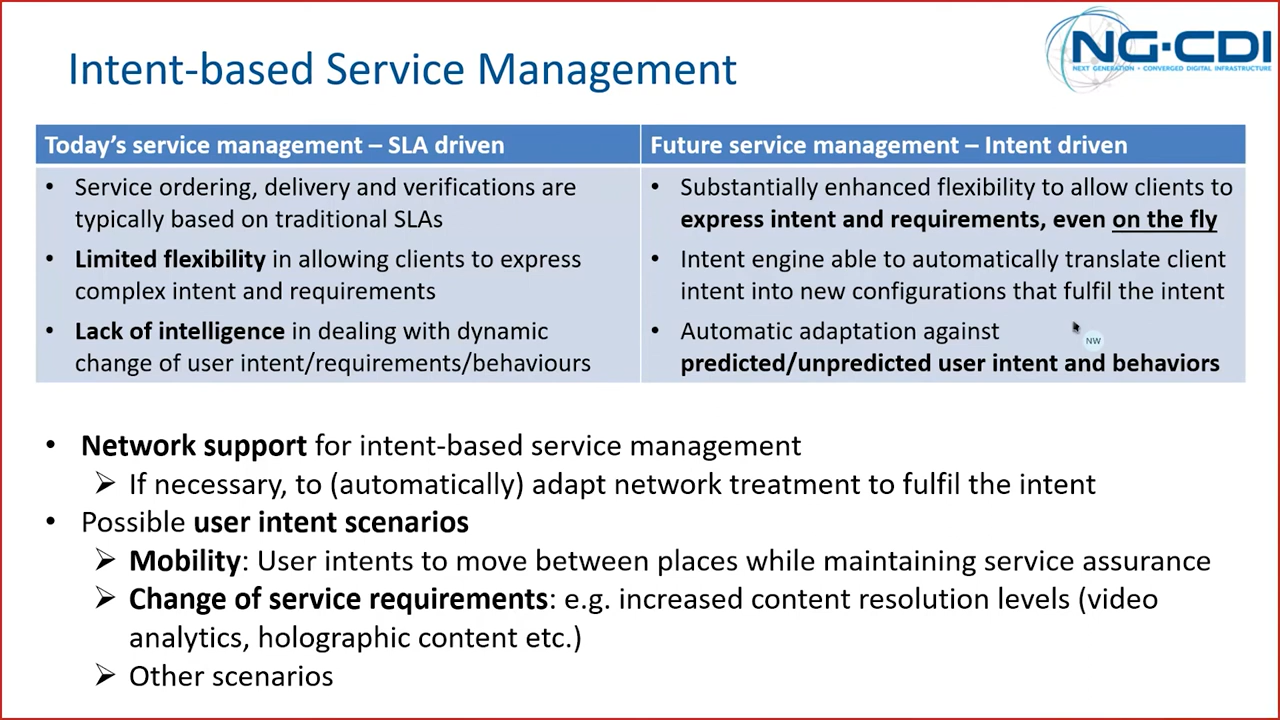 Intent-based Service Management
NG-CDI
NEXT GENERATION - CONVERGED DIGITAL INFRASTRUCTURE
Today's service management – SLA driven
• Service ordering, delivery and verifications are
typically based on traditional SLAs
• Limited flexibility in allowing clients to express
complex intent and requirements
• Lack of intelligence in dealing with dynamic
change of user intent/requirements/behaviours
Future service management – Intent driven
• Substantially enhanced flexibility to allow clients to
express intent and requirements, even on the fly
• Intent engine able to automatically translate client
intent into new configurations that fulfil the intent
• Automatic adaptation against
predicted/unpredicted user intent and behaviors
NW
• Network support for intent-based service management
➢ If necessary, to (automatically) adapt network treatment to fulfil the intent
• Possible user intent scenarios
➢ Mobility: User intents to move between places while maintaining service assurance
➢ Change of service requirements: e.g. increased content resolution levels (video
analytics, holographic content etc.)
➢ Other scenarios